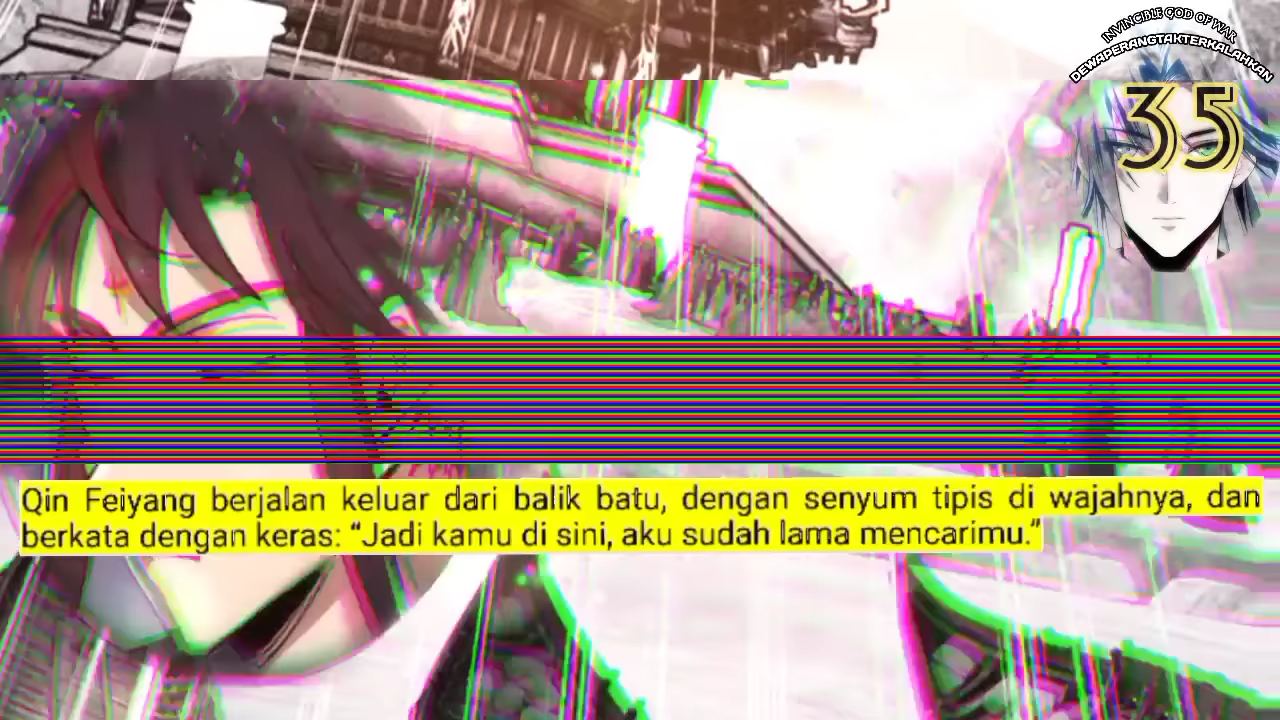 INVINCIBLE GOD OF WAR
DEWAPERANGTAKTERKALAHKAN
35
Qin Feiyang berjalan keluar dari balik batu, dengan senyum tipis di wajahnya, dan
berkata dengan keras: “Jadi kamu di sini, aku sudah lama mencarimu.”